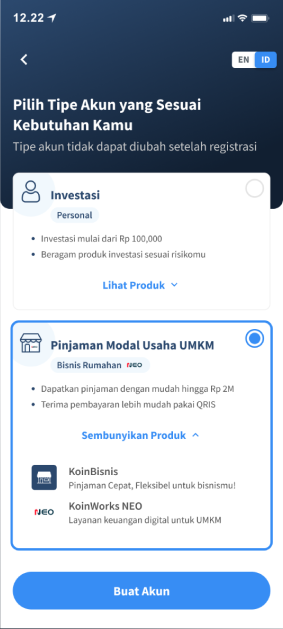 12.22
EN ID
Pilih Tipe Akun yang Sesuai
Kebutuhan Kamu
Tipe akun tidak dapat diubah setelah registrasi
Investasi
Personal
Investasi mulai dari Rp 100,000
Beragam produk investasi sesuai risikomu
Lihat Produk
Pinjaman Modal Usaha UMKM
Bisnis Rumahan NEO
Dapatkan pinjaman dengan mudah hingga Rp 2M
Terima pembayaran lebih mudah pakai QRIS
Sembunyikan Produk
KoinBisnis
Pinjaman Cepat, Fleksibel untuk bisnismu!
NEO
KoinWorks NEO
Layanan keuangan digital untuk UMKM
Buat Akun